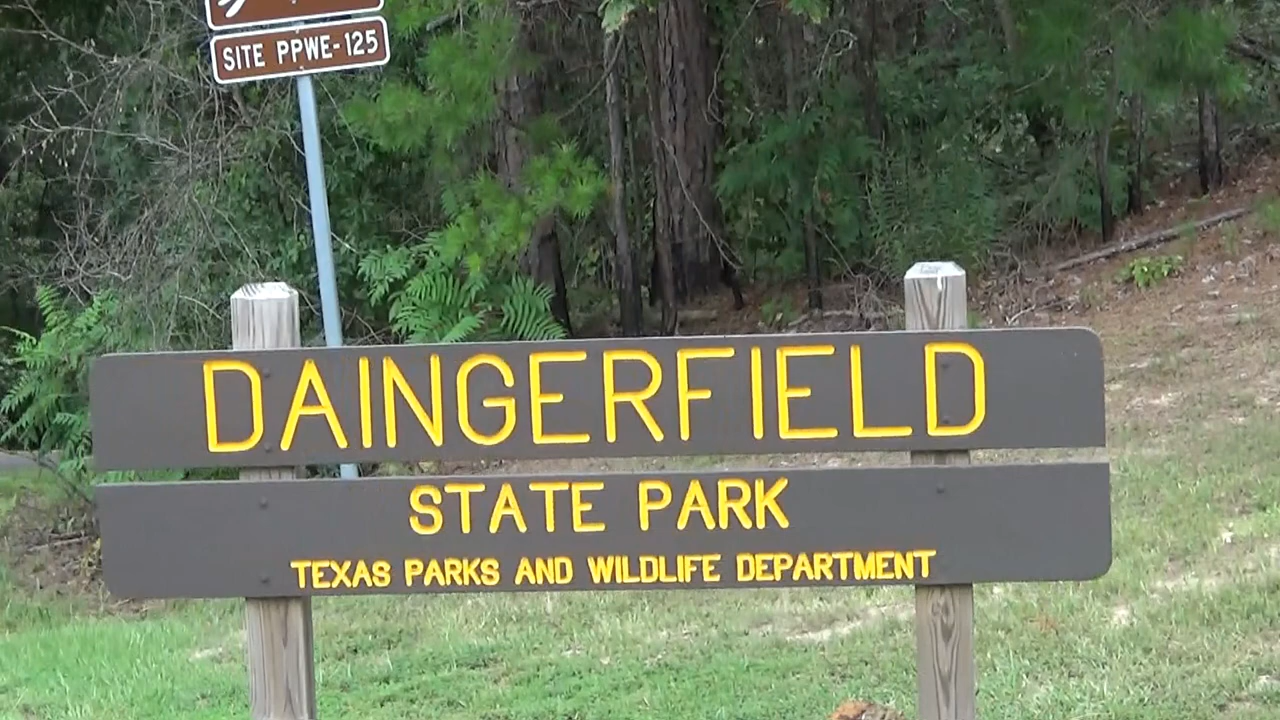 SITE PPWE-125
DAINGERFIELD
STATE PARK
TEXAS PARKS AND WILDLIFE DEPARTMENT